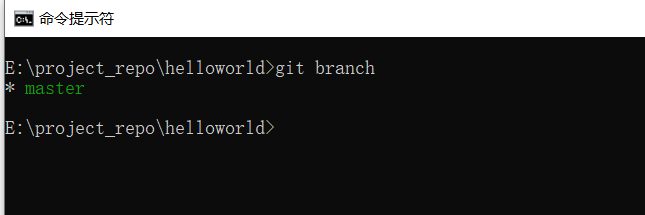 命令提示符
E:\project_repo\helloworld>git branch
* master
E:\project_repo\helloworld>